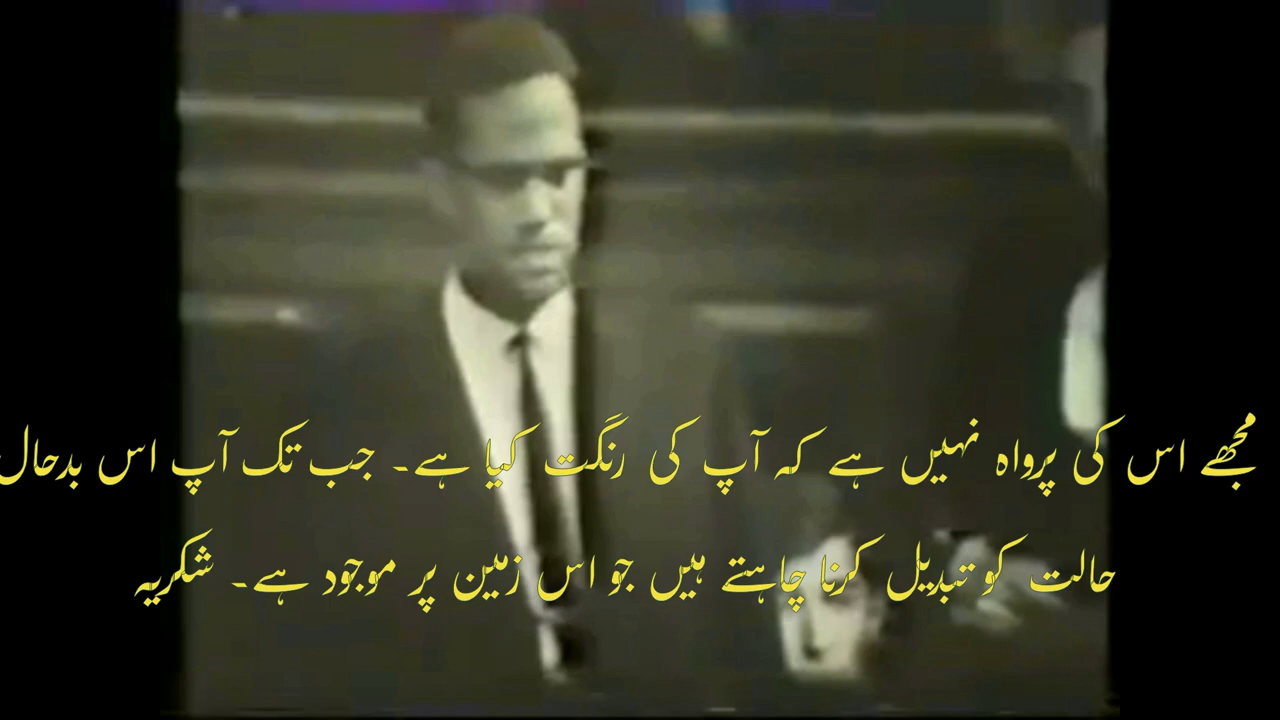 مجھے اس کی پرواہ نہیں ہے کہ آپ کی رنگت کیا ہے۔ جب تک آپ اس بدحال
حالت کو تبدیل کرنا چاہتے ہیں جو اس زمین پر موجود ہے۔ شکریہ